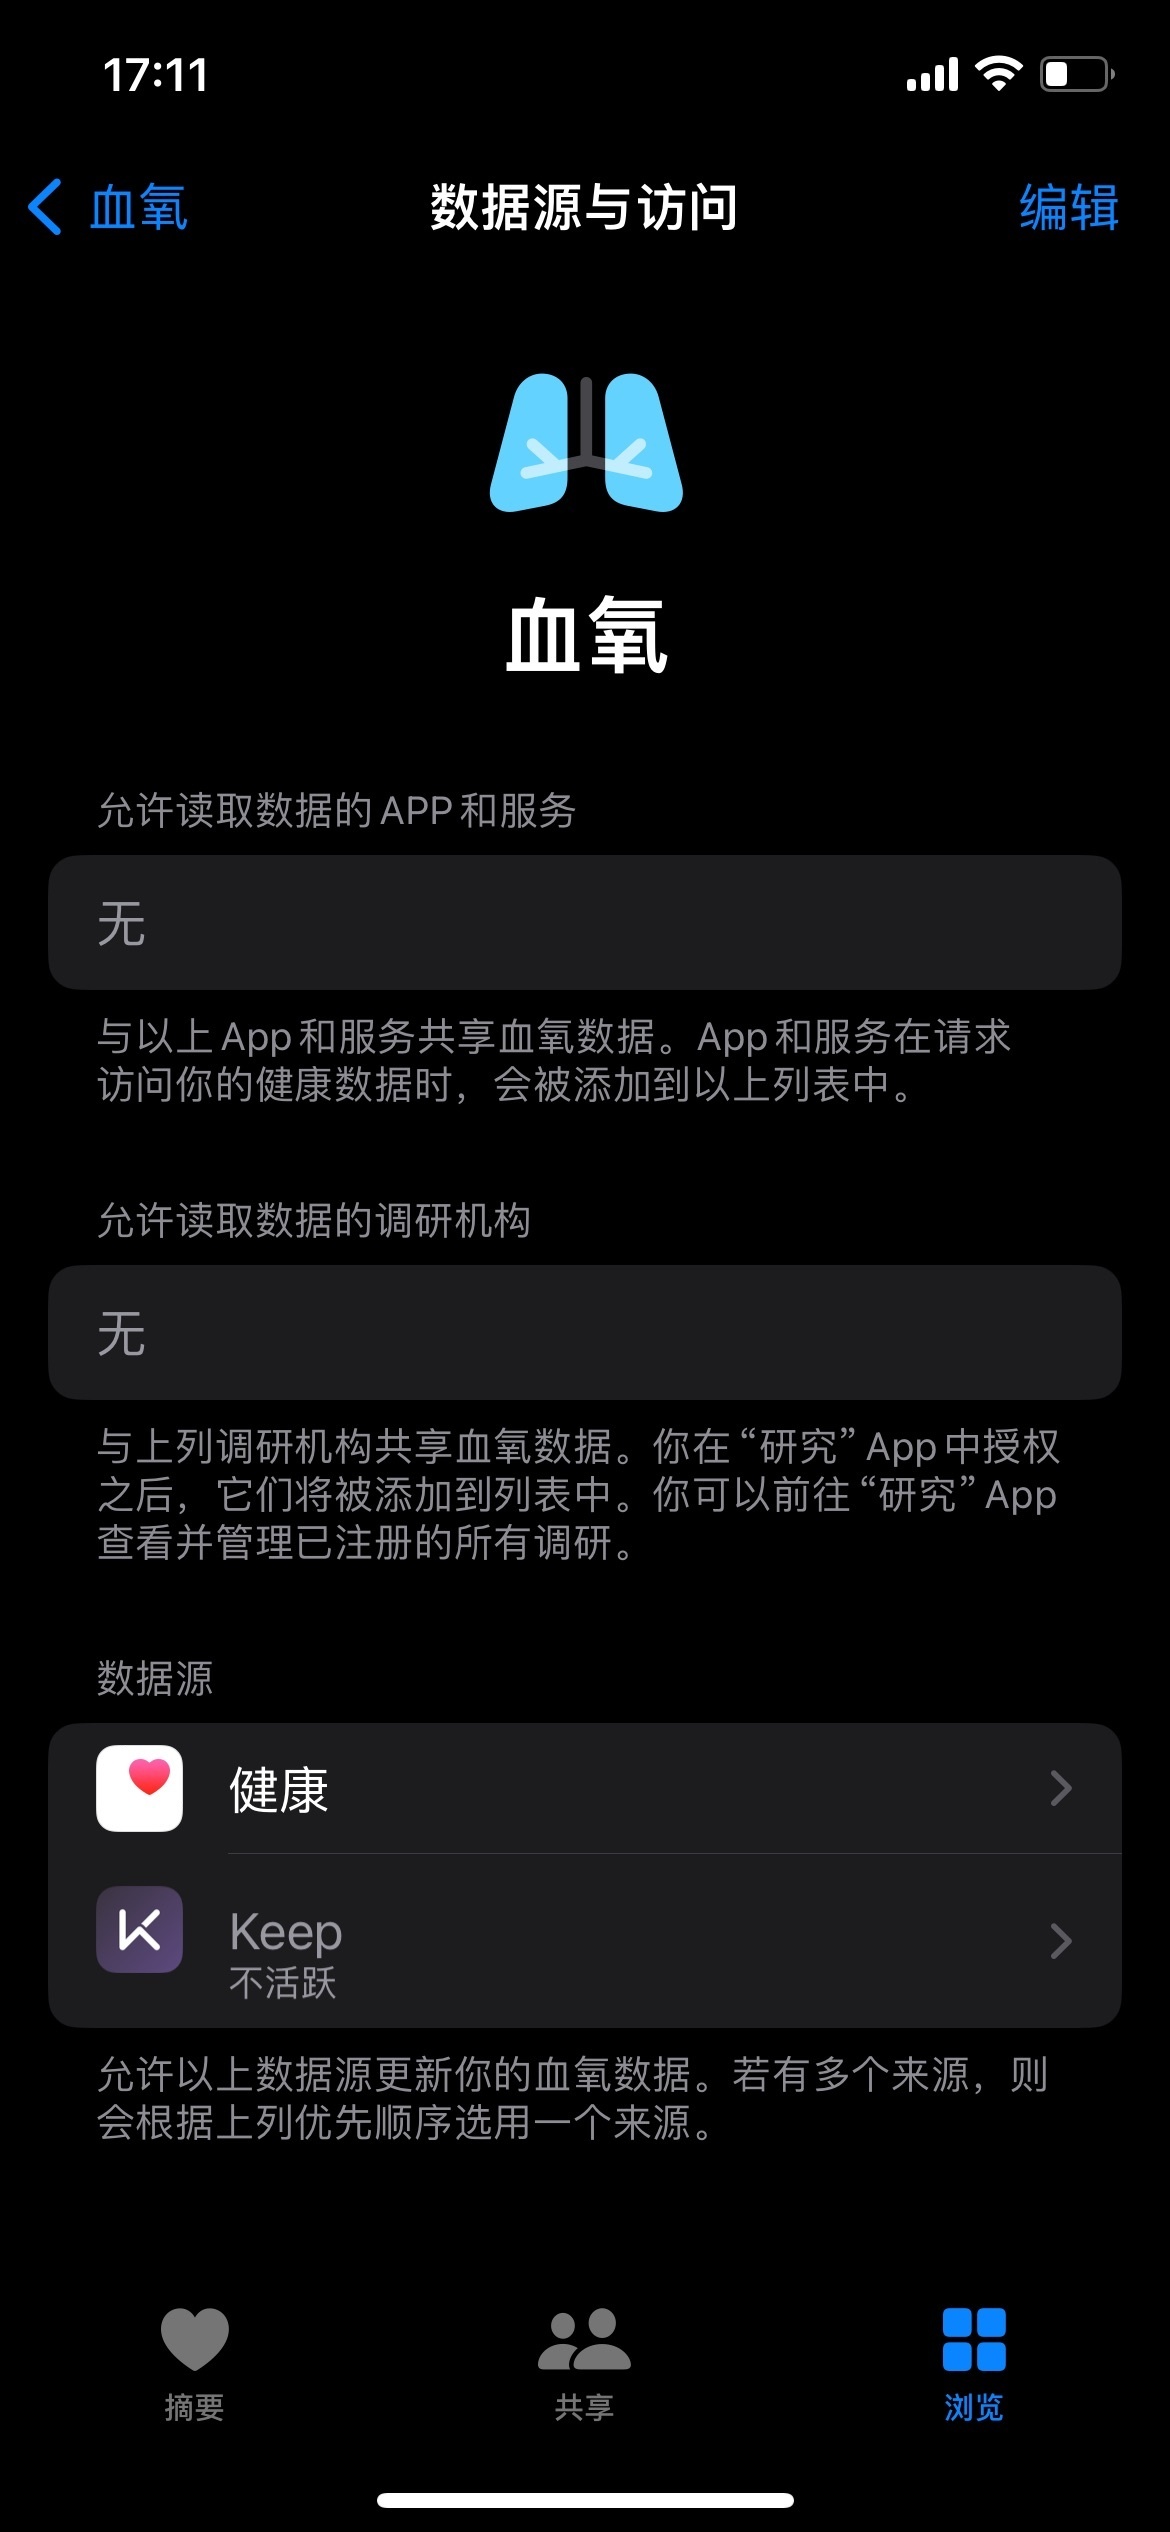 17:11
血氧
数据源与访问
编辑
血氧
允许读取数据的 APP 和服务
无
与以上 App 和服务共享血氧数据。App 和服务在请求
访问你的健康数据时，会被添加到以上列表中。
允许读取数据的调研机构
无
与上列调研机构共享血氧数据。你在“研究” App 中授权
之后，它们将被添加到列表中。你可以前往“研究” App
查看并管理已注册的所有调研。
数据源
健康
Keep
不活跃
允许以上数据源更新你的血氧数据。若有多个来源，则
会根据上列优先顺序选用一个来源。
摘要
共享
浏览